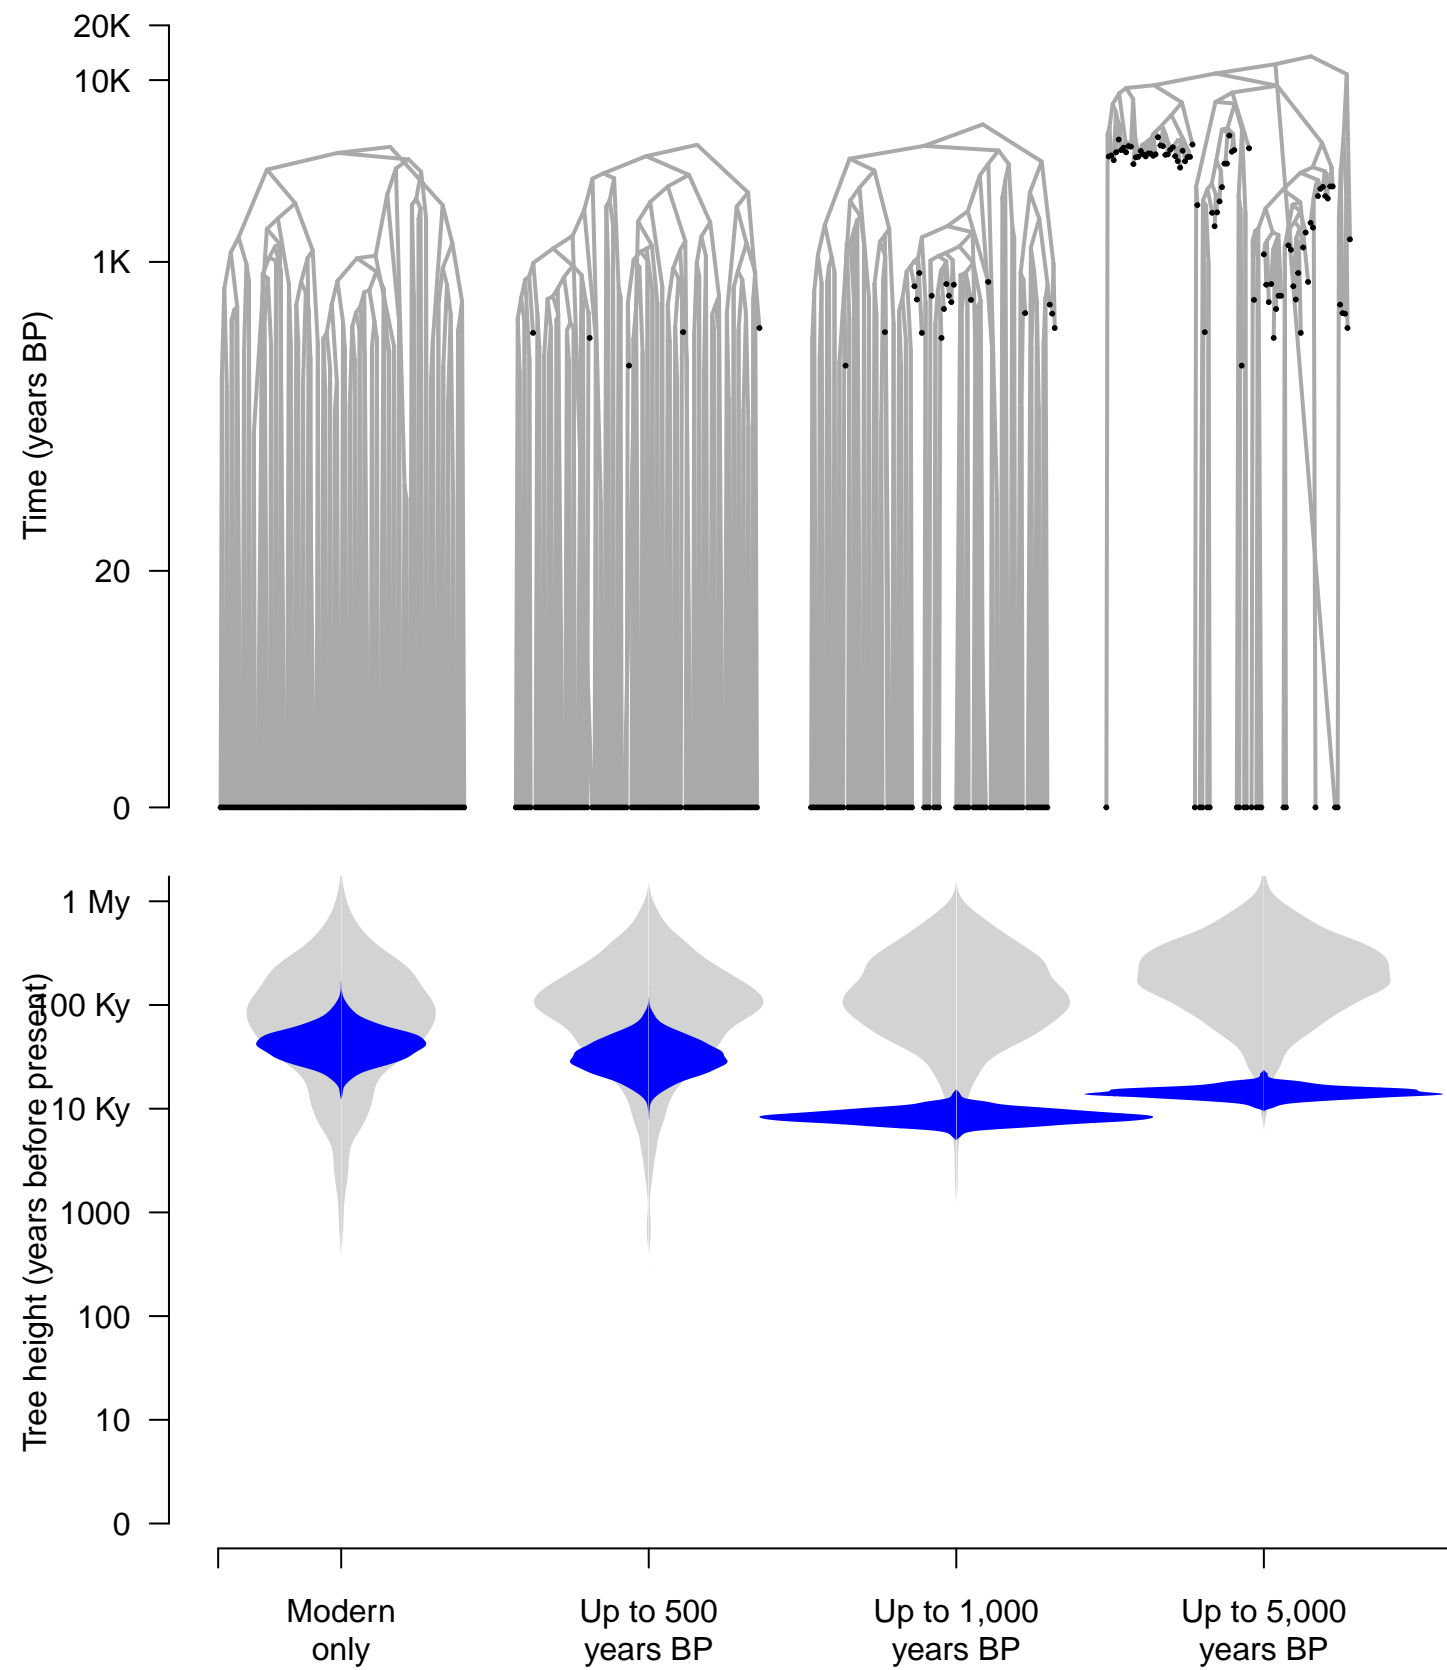 20K
10K
1K
20
0
Time (years BP)
1 My
100 Ky
10 Ky
1000
100
10
0
Tree height (years before present)
Modern
only
Up to 500
years BP
Up to 1,000
years BP
Up to 5,000
years BP